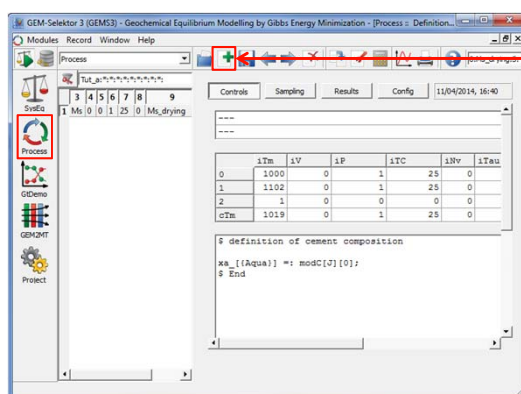 GEM-Selektor 3 (GEMS3) - Geochemical Equilibrium Modelling by Gibbs Energy Minimization - [Process :: Definition...
Modules Record Window Help
Process
Tut_a:*:*:*:*:*:*:*:*:*:
3 4 5 6 7 8 9
1 Ms 0 0 1 25 0 Ms_drying
SysEq
Process
GtDemo
GEM2MT
Project
Controls Sampling Results Config 11/04/2014, 16:40
---
---
iTm iV iP iTC iNv iTau
0 1000 0 1 25 0
1 1102 0 1 25 0
2 1 0 0 0 0
cTm 1019 0 1 25 0
$ definition of cement composition
xa_[{Aqua}] =: modC[J][0];
$ End